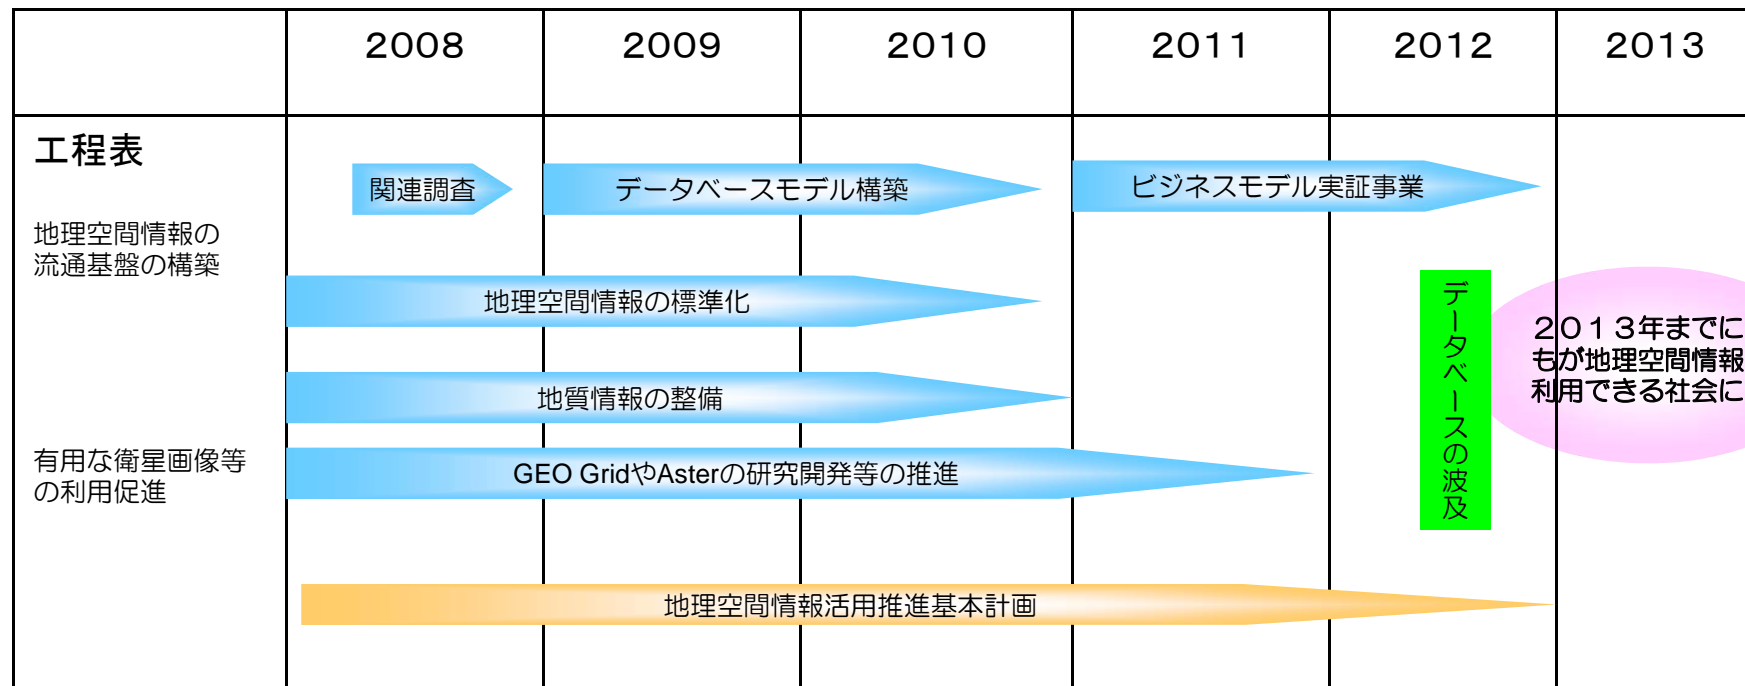 ２００８
２００９
２０１０
２０１１
２０１２
２０１３
工程表
関連調査
データベースモデル構築
ビジネスモデル実証事業
地理空間情報の
流通基盤の構築
地理空間情報の標準化
データベースの波及
２０１３年までに
もが地理空間情報
利用できる社会に
地質情報の整備
有用な衛星画像等
の利用促進
GEO GridやAsterの研究開発等の推進
地理空間情報活用推進基本計画